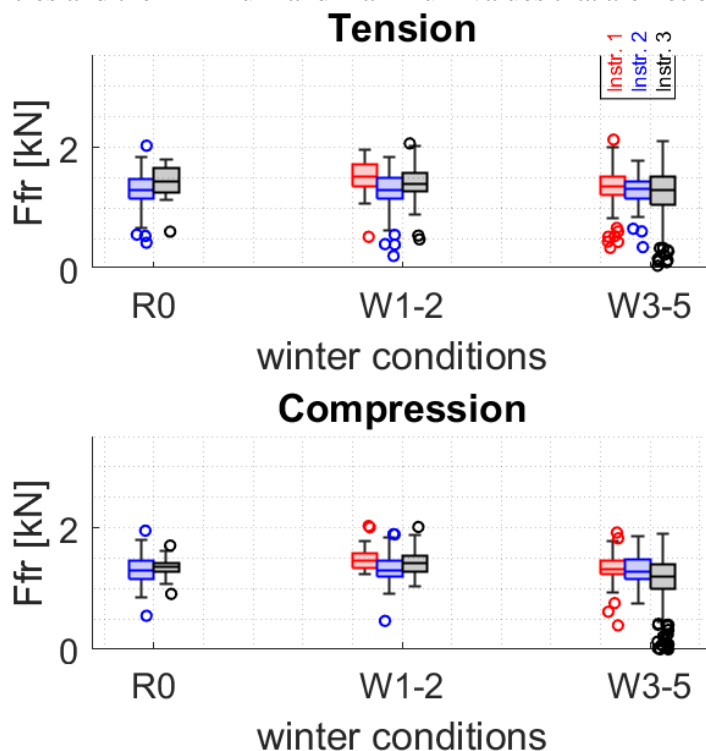 Tension
Instr. 1
Instr. 2
Instr. 3
Ffr [kN]
2
0
R0 W1-2 W3-5
winter conditions
Compression
Ffr [kN]
2
0
R0 W1-2 W3-5
winter conditions